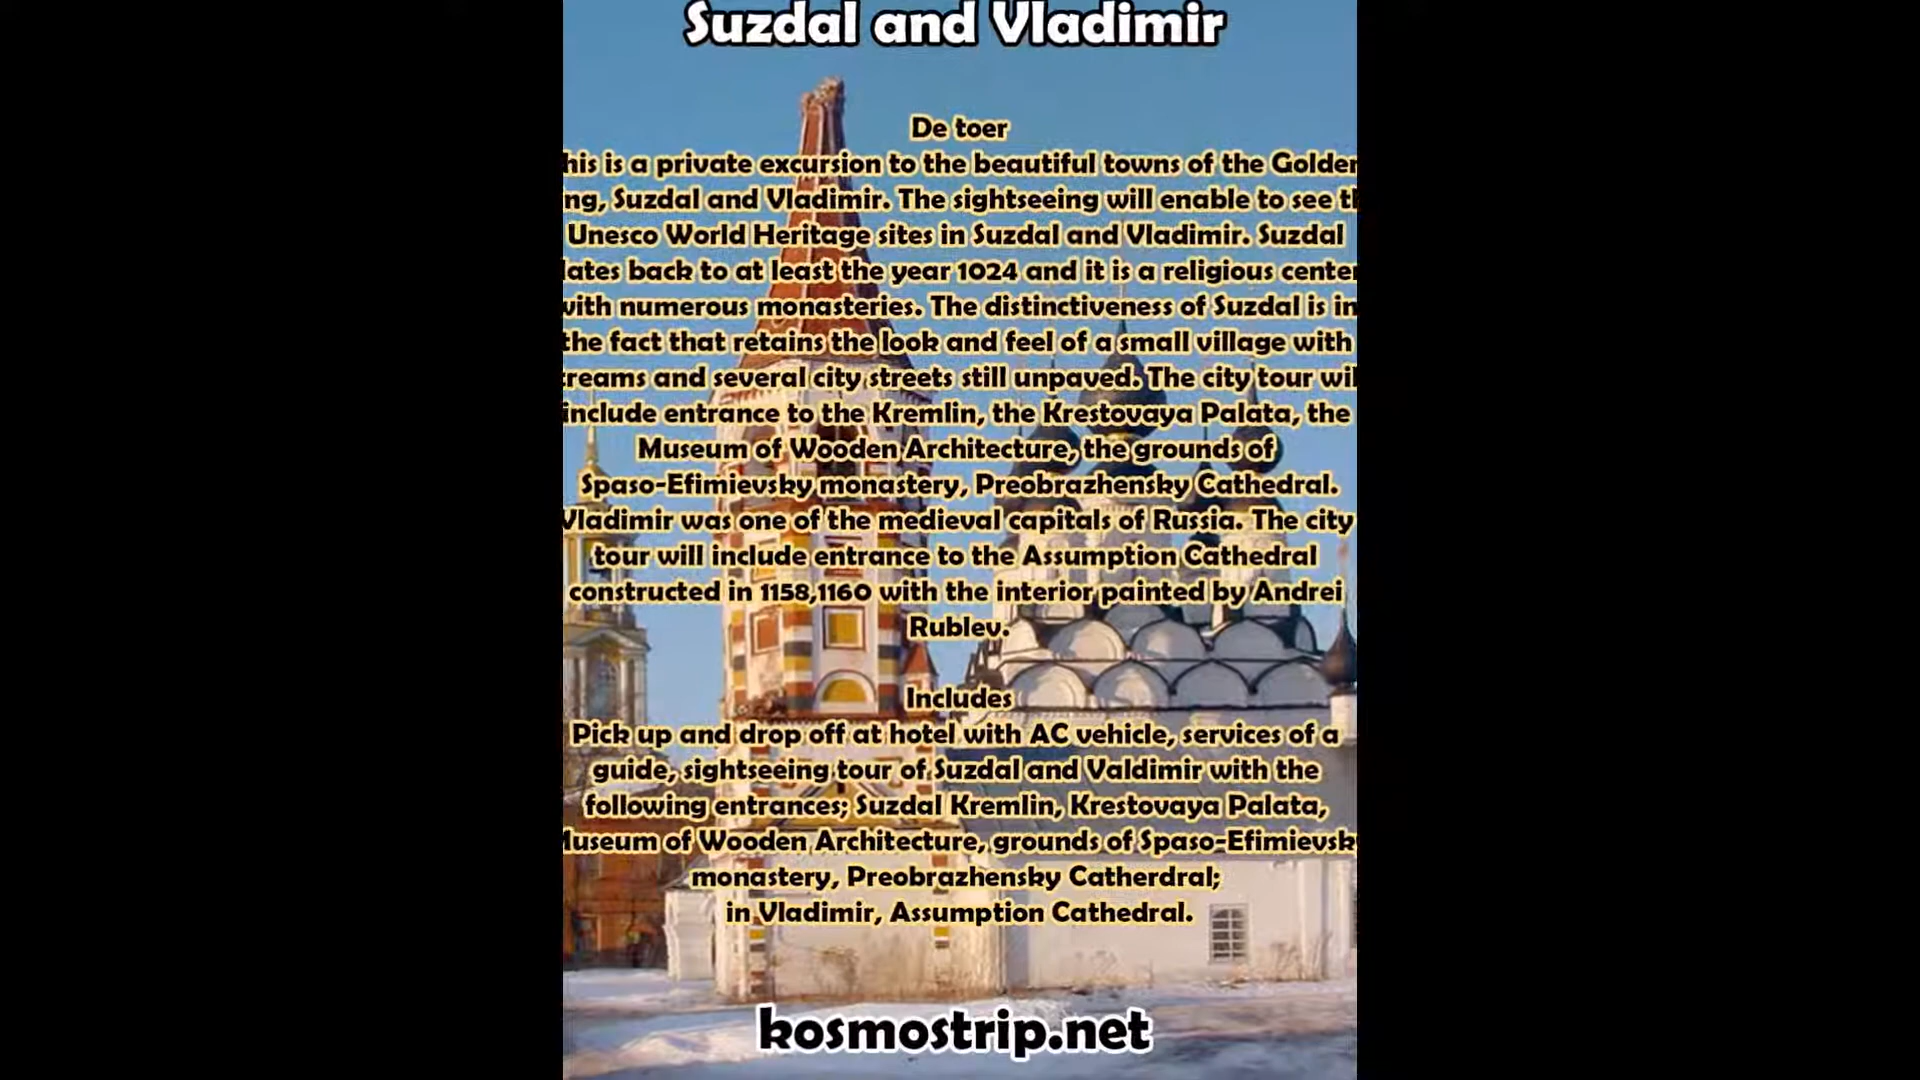 Suzdal and Vladimir
De toer
his is a private excursion to the beautiful towns of the Golden
ng, Suzdal and Vladimir. The sightseeing will enable to see th
Unesco World Heritage sites in Suzdal and Vladimir. Suzdal
dates back to at least the year 1024 and it is a religious center
with numerous monasteries. The distinctiveness of Suzdal is in
the fact that retains the look and feel of a small village with
treams and several city streets still unpaved. The city tour wil
include entrance to the Kremlin, the Krestovaya Palata, the
Museum of Wooden Architecture, the grounds of
Spaso-Efimievsky monastery, Preobrazhensky Cathedral.
Vladimir was one of the medieval capitals of Russia. The city
tour will include entrance to the Assumption Cathedral
constructed in 1158,1160 with the interior painted by Andrei
Rublev.
Includes
Pick up and drop off at hotel with AC vehicle, services of a
guide, sightseeing tour of Suzdal and Valdimir with the
following entrances; Suzdal Kremlin, Krestovaya Palata,
Museum of Wooden Architecture, grounds of Spaso-Efimievsk
monastery, Preobrazhensky Catherdral;
in Vladimir, Assumption Cathedral.
kosmostrip.net